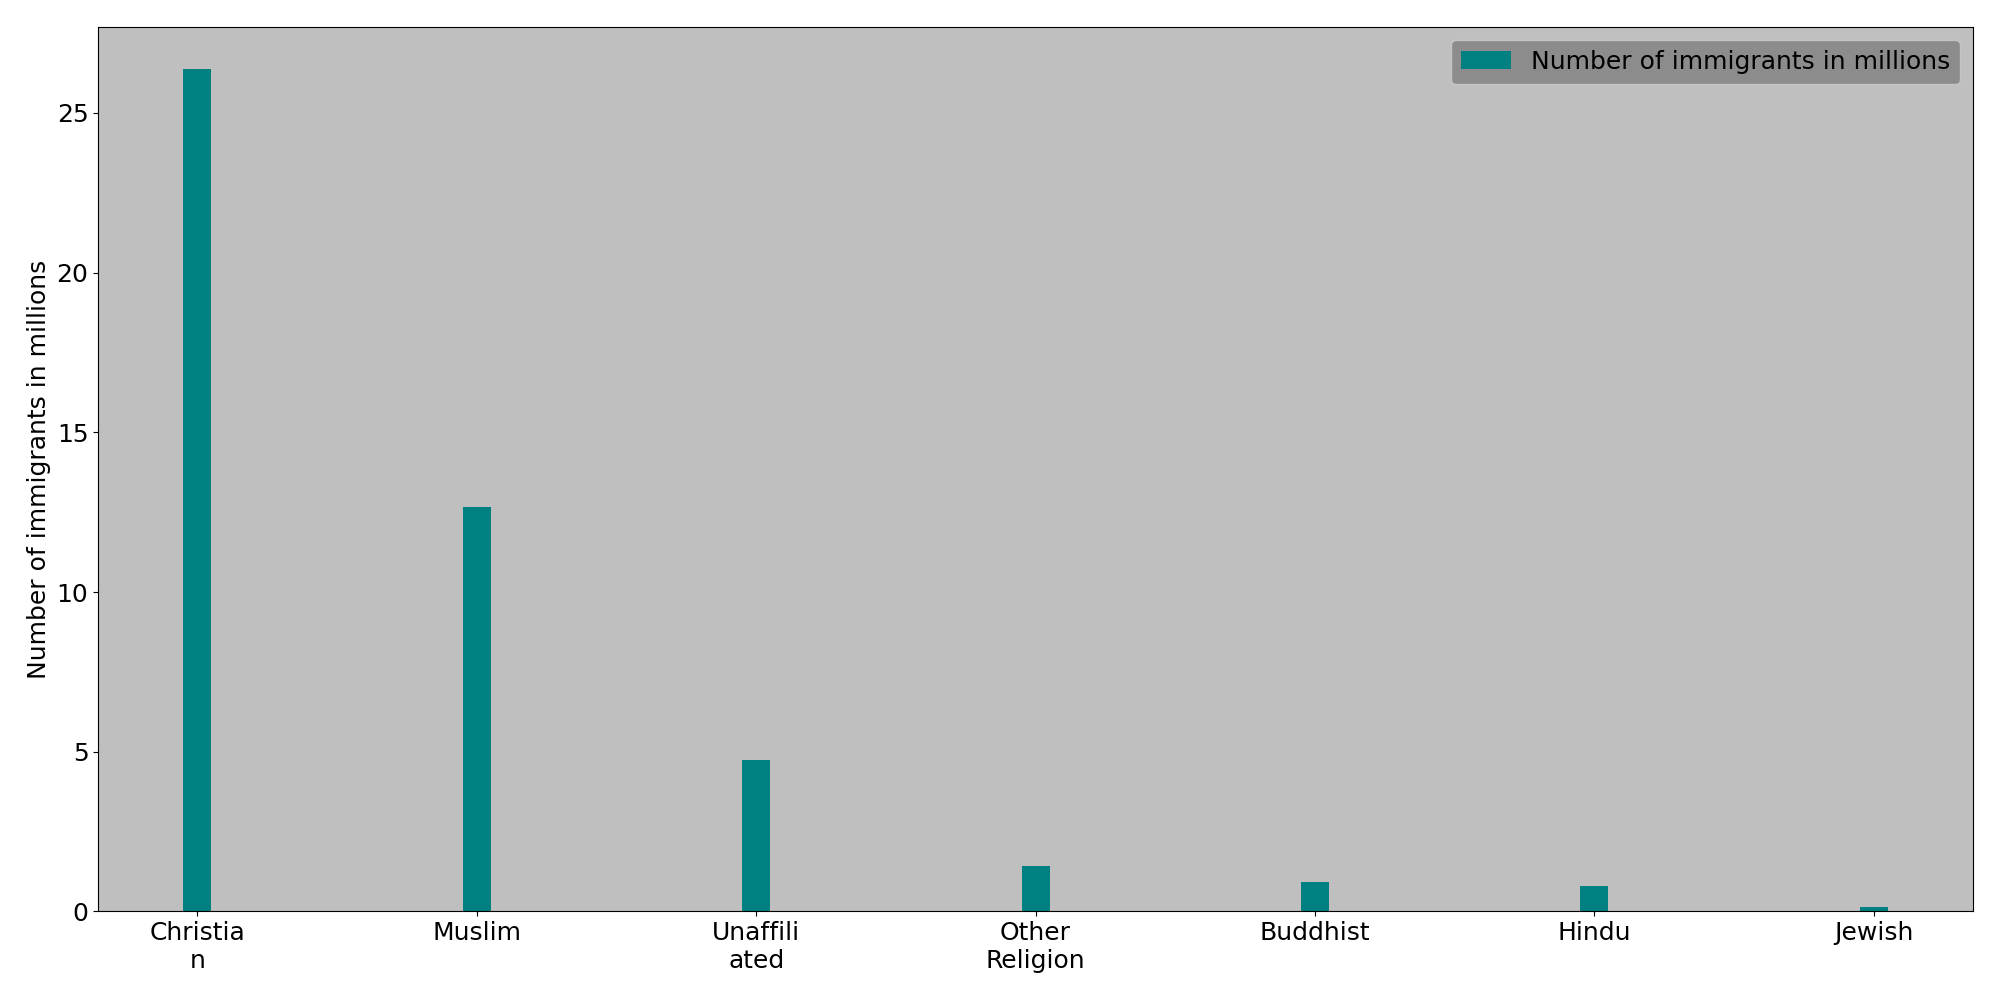 Number of immigrants in millions
25
20
15
10
5
0
Number of immigrants in millions
Christia
n
Muslim
Unaffili
ated
Other
Religion
Buddhist
Hindu
Jewish